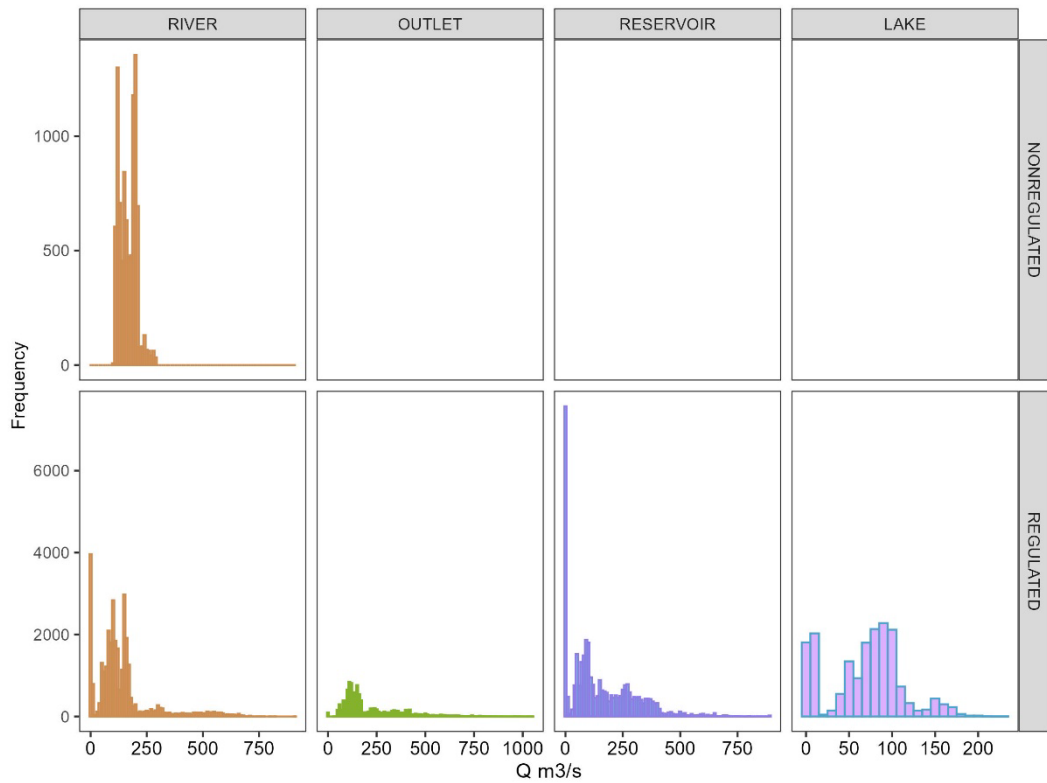 RIVER OUTLET RESERVOIR LAKE
1000
500
0
NONREGULATED
Frequency
6000
4000
2000
0
REGULATED
0 250 500 750 0 250 500 750 1000 0 250 500 750 0 50 100 150 200
Q m3/s